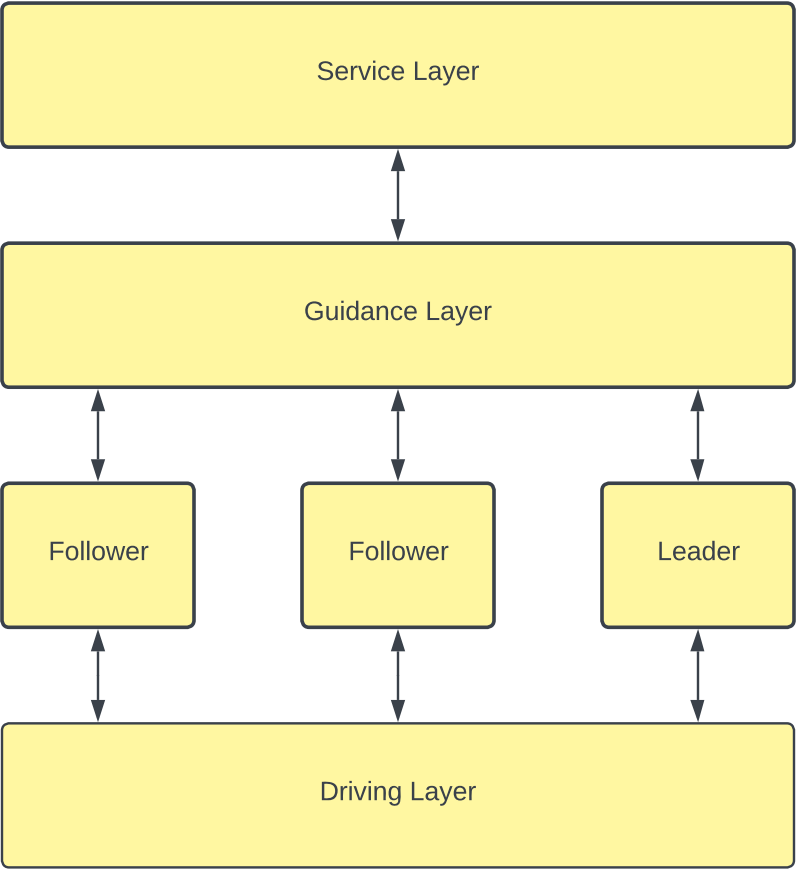 Service Layer
Guidance Layer
Follower
Follower
Leader
Driving Layer